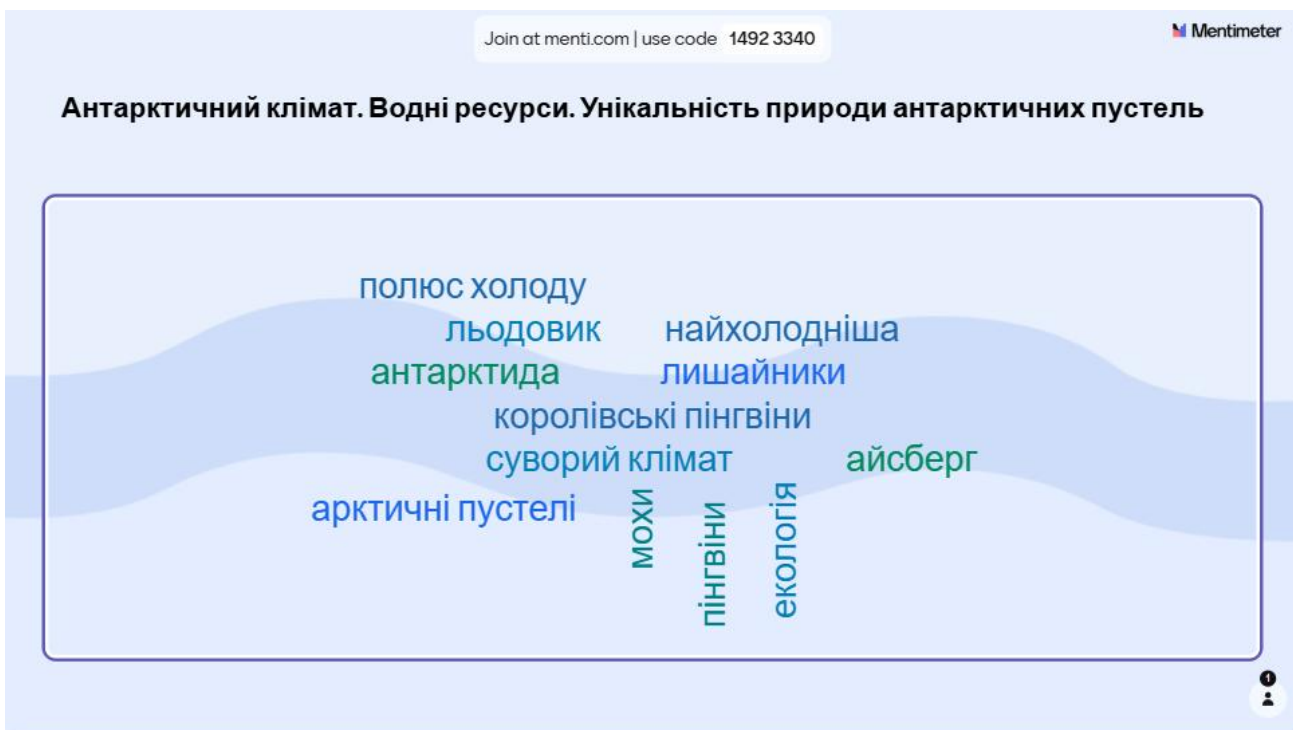 Join at menti.com | use code 1492 3340
Mentimeter
Антарктичний клімат. Водні ресурси. Унікальність природи антарктичних пустель
полюс холоду
льодовик
найхолодніша
антарктида
лишайники
королівські пінгвіни
суворий клімат
айсберг
арктичні пустелі
мохи
пінгвіни
екологія
1